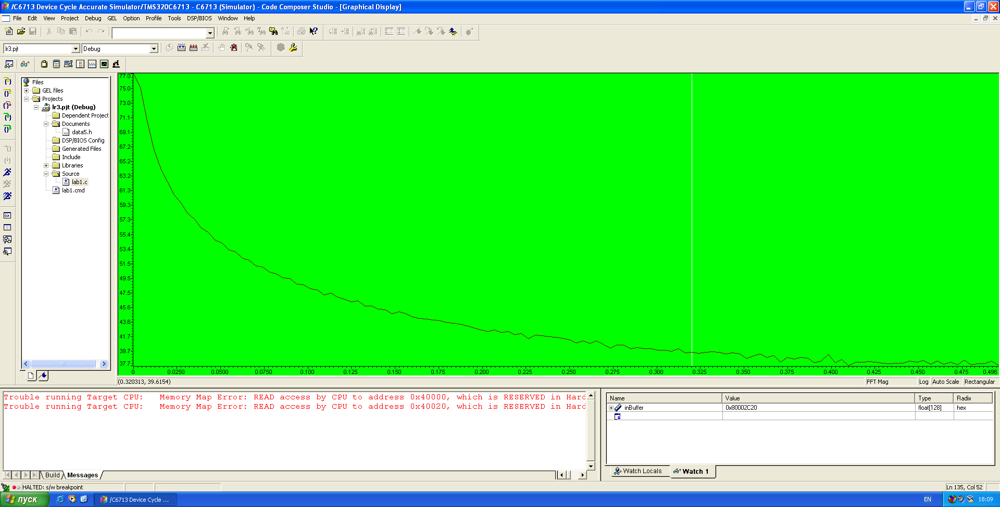 /C6713 Device Cycle Accurate Simulator/TMS320C6713 - C6713 (Simulator) - Code Composer Studio - [Graphical Display]
File Edit View Project Debug GEL Option Profile Tools DSP/BIOS Window Help
lr3.pjt Debug
Files
GEL files
Projects
lr3.pjt (Debug)
Dependent Project
Documents
data5.h
DSP/BIOS Config
Generated Files
Include
Libraries
Source
lab1.c
lab1.cmd
77.0
75.0
73.0
71.1
69.1
67.2
65.2
63.2
61.3
59.3
57.3
55.4
53.4
51.5
49.5
47.5
45.6
43.6
41.7
39.7
37.7
0 0.0250 0.0500 0.0750 0.100 0.125 0.150 0.175 0.200 0.225 0.250 0.275 0.300 0.325 0.350 0.375 0.400 0.425 0.450 0.475 0.496
(0.320313, 39.6154) FFT Mag Log Auto Scale Rectangular
Trouble running Target CPU: Memory Map Error: READ access by CPU to address 0x40000, which is RESERVED in Hard
Trouble running Target CPU: Memory Map Error: READ access by CPU to address 0x40020, which is RESERVED in Hard
Build Messages
Name Value Type Radix
inBuffer 0x80002C20 float[128] hex
Watch Locals Watch 1
HALTED: s/w breakpoint Ln 135, Col 52
пуск /C6713 Device Cycle ... EN 18:09